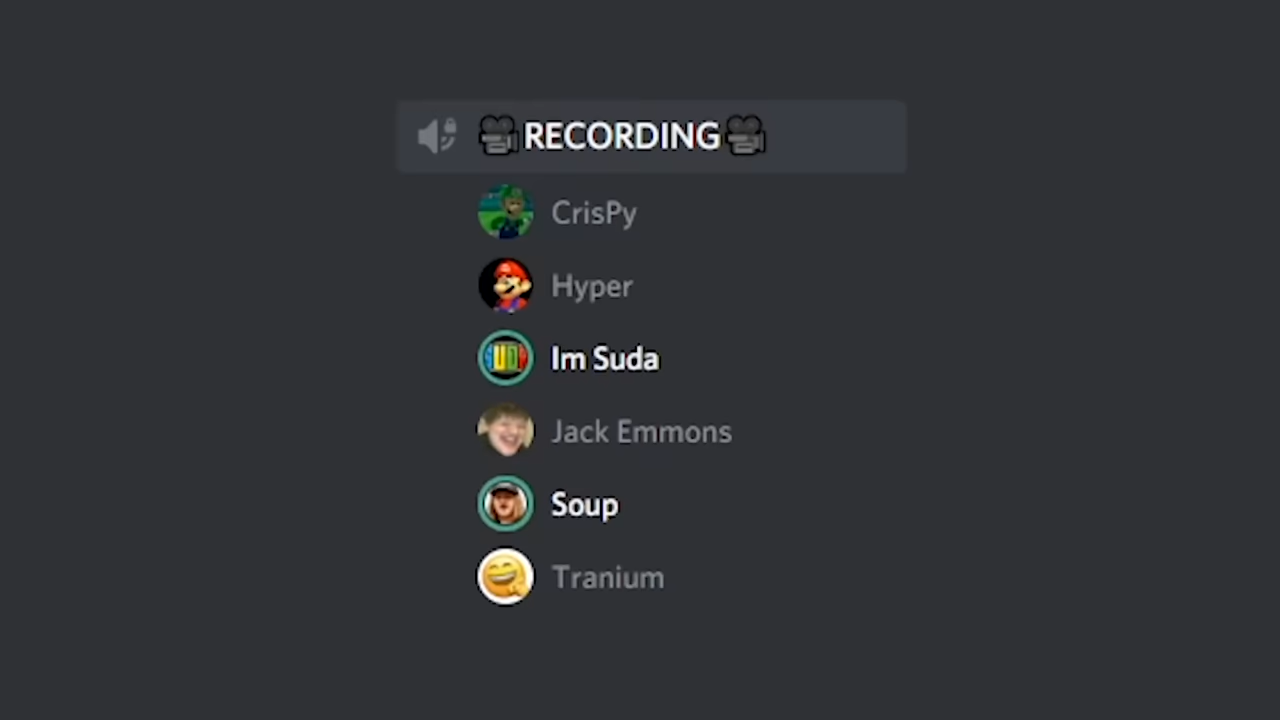 🎥RECORDING🎥
CrisPy
Hyper
Im Suda
Jack Emmons
Soup
Tranium